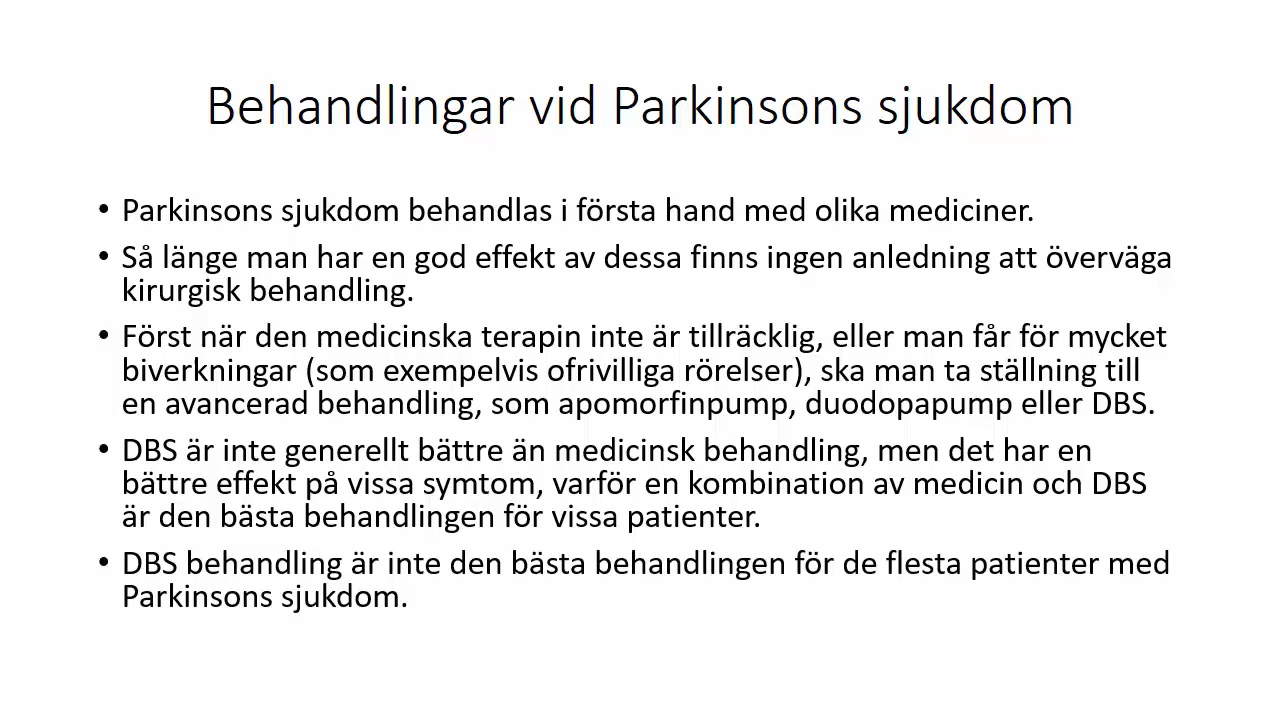 Behandlingar vid Parkinsons sjukdom
• Parkinsons sjukdom behandlas i första hand med olika mediciner.
• Så länge man har en god effekt av dessa finns ingen anledning att överväga
kirurgisk behandling.
• Först när den medicinska terapin inte är tillräcklig, eller man får för mycket
biverkningar (som exempelvis ofrivilliga rörelser), ska man ta ställning till
en avancerad behandling, som apomorfinpump, duodopapump eller DBS.
• DBS är inte generellt bättre än medicinsk behandling, men det har en
bättre effekt på vissa symtom, varför en kombination av medicin och DBS
är den bästa behandlingen för vissa patienter.
• DBS behandling är inte den bästa behandlingen för de flesta patienter med
Parkinsons sjukdom.